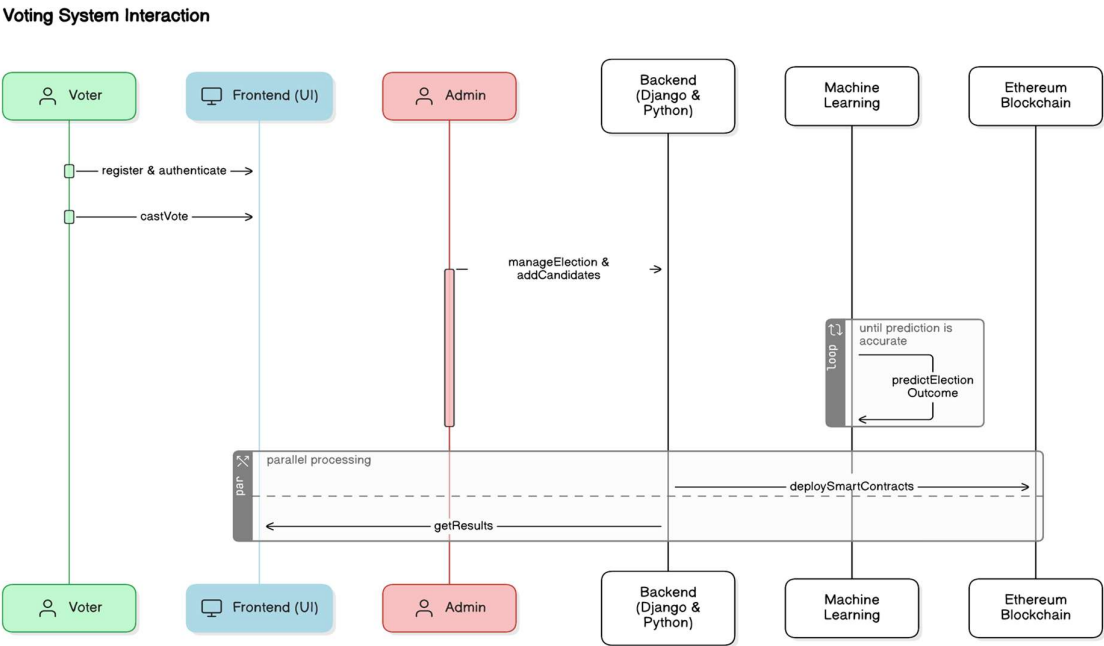 Voting System Interaction
Voter
Frontend (UI)
Admin
Backend
(Django &
Python)
Machine
Learning
Ethereum
Blockchain
register & authenticate
castVote
manageElection &
addCandidates
loop
until prediction is
accurate
predictElection
Outcome
par
parallel processing
deploySmartContracts
getResults
Voter
Frontend (UI)
Admin
Backend
(Django &
Python)
Machine
Learning
Ethereum
Blockchain